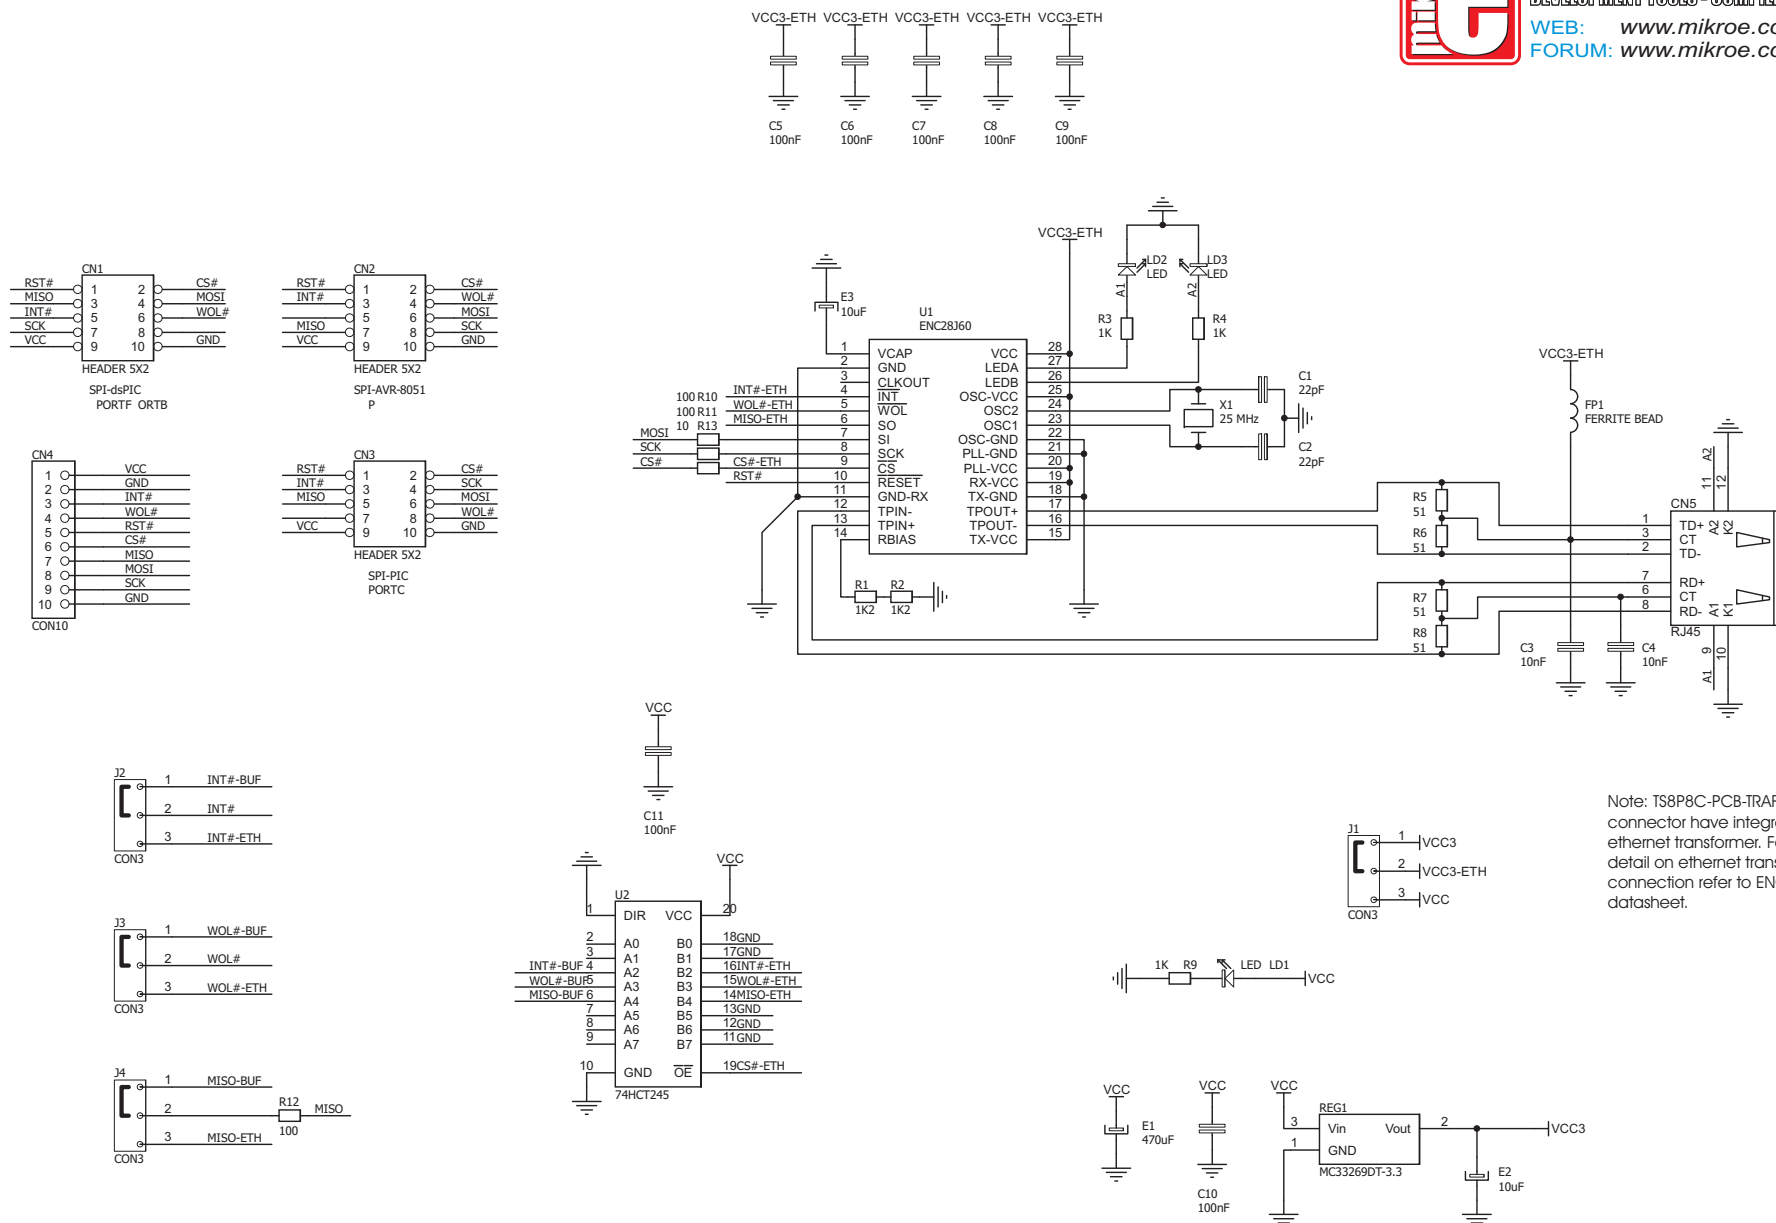 WEB: www.mikroe.co
FORUM: www.mikroe.co
VCC3-ETH VCC3-ETH VCC3-ETH VCC3-ETH VCC3-ETH
C5 C6 C7 C8 C9
100nF 100nF 100nF 100nF 100nF
CN1
RST# 1 2 CS#
MISO 3 4 MOSI
INT# 5 6 WOL#
SCK 7 8
VCC 9 10 GND
HEADER 5X2
SPI-dsPIC
PORTF ORTB
CN2
RST# 1 2 CS#
INT# 3 4 WOL#
5 6 MOSI
MISO 7 8 SCK
VCC 9 10 GND
HEADER 5X2
SPI-AVR-8051
P
CN4
1 VCC
2 GND
3 INT#
4 WOL#
5 RST#
6 CS#
7 MISO
8 MOSI
9 SCK
10 GND
CON10
CN3
RST# 1 2 CS#
INT# 3 4 SCK
MISO 5 6 MOSI
7 8 WOL#
VCC 9 10 GND
HEADER 5X2
SPI-PIC
PORTC
VCC3-ETH
LD2
LED
LD3
LED
A1
A2
R3
1K
R4
1K
E3
10uF
U1
ENC28J60
1 VCAP VCC 28
2 GND LEDA 27
3 CLKOUT LEDB 26
100 R10 INT#-ETH 4 INT OSC-VCC 25
100 R11 WOL#-ETH 5 WOL OSC2 24
10 R13 MISO-ETH 6 SO OSC1 23
MOSI 7 SI OSC-GND 22
SCK 8 SCK PLL-GND 21
CS# CS#-ETH 9 CS PLL-VCC 20
RST# 10 RESET RX-VCC 19
11 GND-RX TX-GND 18
12 TPIN- TPOUT+ 17
13 TPIN+ TPOUT- 16
14 RBIAS TX-VCC 15
R1 R2
1K2 1K2
C1
22pF
X1
25 MHz
C2
22pF
VCC3-ETH
FP1
FERRITE BEAD
R5
51
R6
51
R7
51
R8
51
C3
10nF
C4
10nF
A2 11 12
CN5
1 TD+ A2 K2
3 CT
2 TD-
7 RD+
6 CT
8 RD- A1 K1
RJ45
A1 9 10
J2
1 INT#-BUF
2 INT#
3 INT#-ETH
CON3
J3
1 WOL#-BUF
2 WOL#
3 WOL#-ETH
CON3
J4
1 MISO-BUF
2 R12 MISO
100
3 MISO-ETH
CON3
VCC
C11
100nF
VCC
U2
1 DIR VCC 20
2 A0 B0 18 GND
3 A1 B1 17 GND
INT#-BUF 4 A2 B2 16 INT#-ETH
WOL#-BUF 5 A3 B3 15 WOL#-ETH
MISO-BUF 6 A4 B4 14 MISO-ETH
7 A5 B5 13 GND
8 A6 B6 12 GND
9 A7 B7 11 GND
10 GND OE 19 CS#-ETH
74HCT245
J1
1 VCC3
2 VCC3-ETH
3 VCC
CON3
Note: TS8P8C-PCB-TRAF
connector have integr
ethernet transformer. F
detail on ethernet trans
connection refer to EN
datasheet.
1K R9 LED LD1 VCC
VCC
E1
470uF
VCC
C10
100nF
VCC
REG1
3 Vin Vout 2 VCC3
1 GND
MC33269DT-3.3
E2
10uF